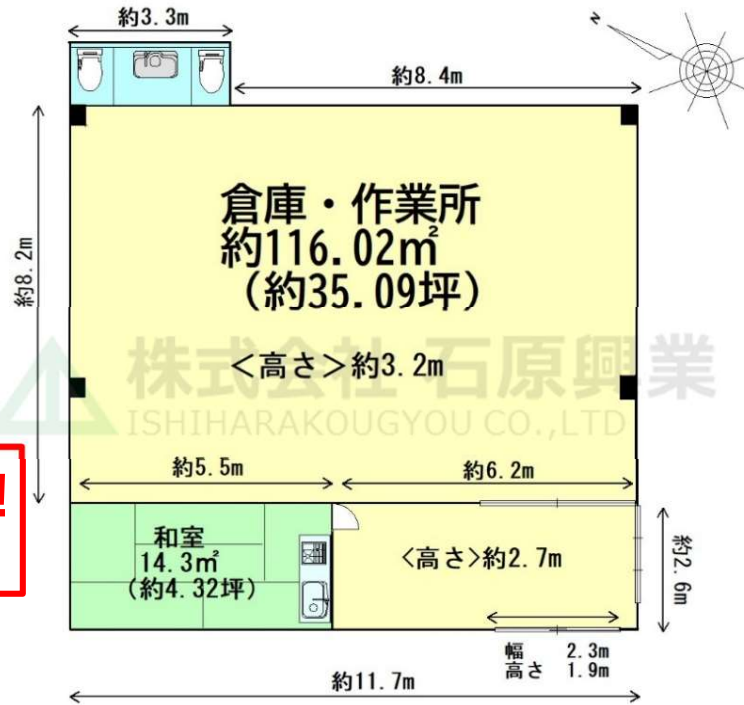 約3.3m
N
約8.4m
倉庫・作業所
約116.02㎡
(約35.09坪)
約8.2m
<高さ>約3.2m
株式会社 石原興業
ISHIHARAKOUGYOU CO.,LTD
約5.5m
約6.2m
!
和室
14.3㎡
(約4.32坪)
<高さ>約2.7m
約2.6m
幅 2.3m
高さ 1.9m
約11.7m